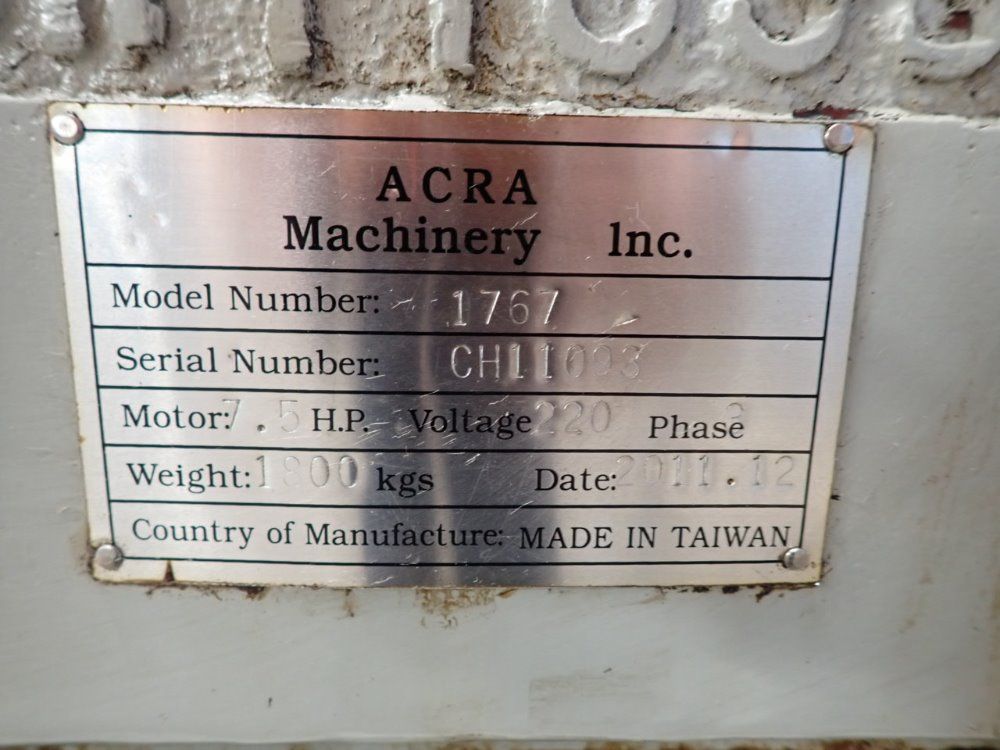 ACRA
Machinery Inc.
Model Number: 1767
Serial Number: CH11093
Motor: 7.5 H.P. Voltage 220 Phase 3
Weight: 1800 kgs Date: 2011.12
Country of Manufacture: MADE IN TAIWAN